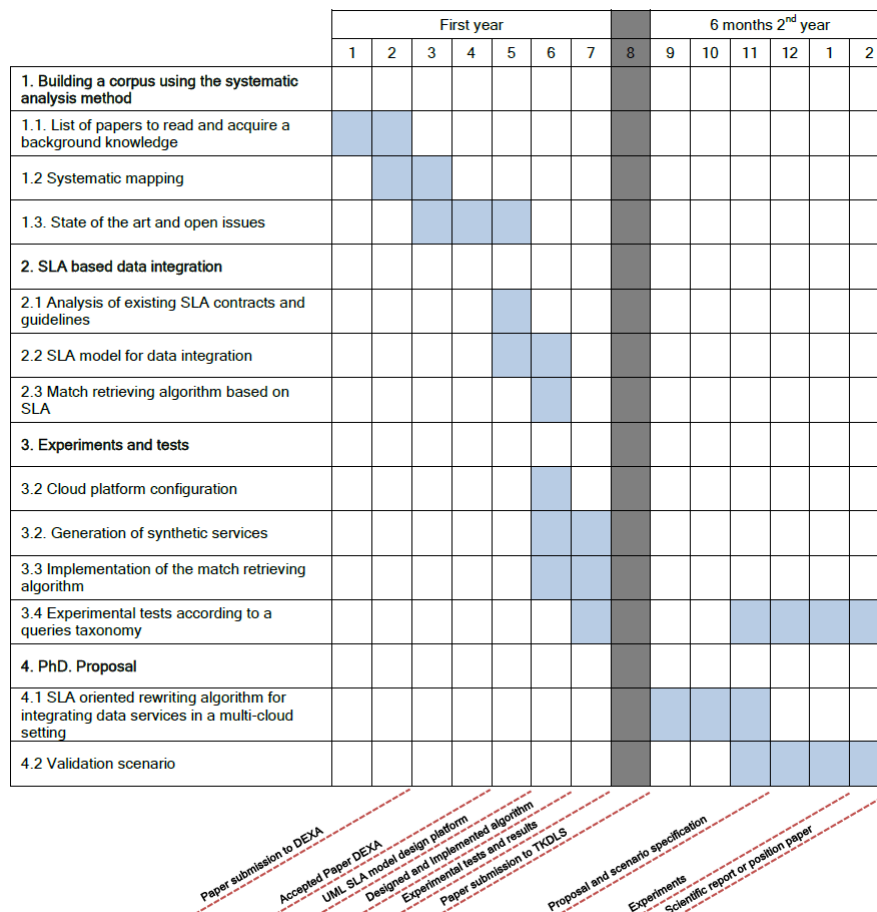 First year
6 months 2nd year
1 2 3 4 5 6 7 8 9 10 11 12 1 2
1. Building a corpus using the systematic
analysis method
1.1. List of papers to read and acquire a
background knowledge
1.2 Systematic mapping
1.3. State of the art and open issues
2. SLA based data integration
2.1 Analysis of existing SLA contracts and
guidelines
2.2 SLA model for data integration
2.3 Match retrieving algorithm based on
SLA
3. Experiments and tests
3.2 Cloud platform configuration
3.2. Generation of synthetic services
3.3 Implementation of the match retrieving
algorithm
3.4 Experimental tests according to a
queries taxonomy
4. PhD. Proposal
4.1 SLA oriented rewriting algorithm for
integrating data services in a multi-cloud
setting
4.2 Validation scenario
Paper submission to DEXA
Accepted Paper DEXA
UML SLA model design platform
Designed and Implemented algorithm
Experimental tests and results
Paper submission to TKDLS
Proposal and scenario specification
Experiments
Scientific report or position paper